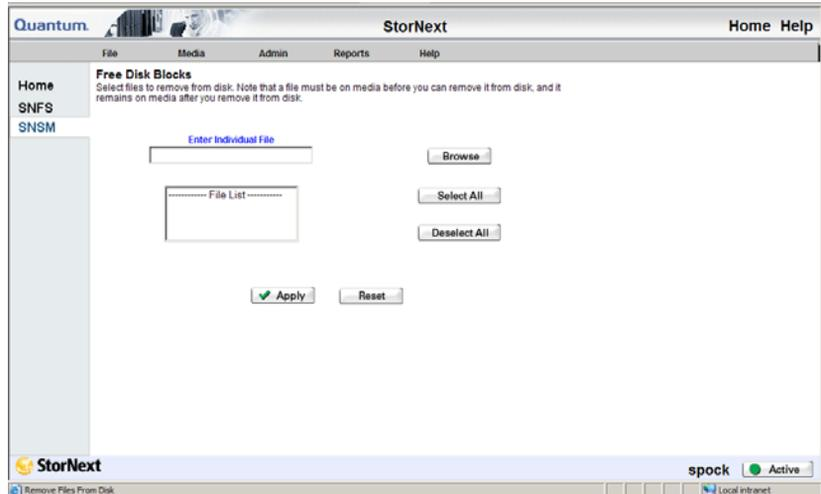 Quantum. StorNext Home Help
File Media Admin Reports Help
Home
SNFS
SNSM
Free Disk Blocks
Select files to remove from disk. Note that a file must be on media before you can remove it from disk, and it
remains on media after you remove it from disk.
Enter Individual File
Browse
---------- File List ----------
Select All
Deselect All
Apply Reset
StorNext
spock Active
Remove Files From Disk Local intranet